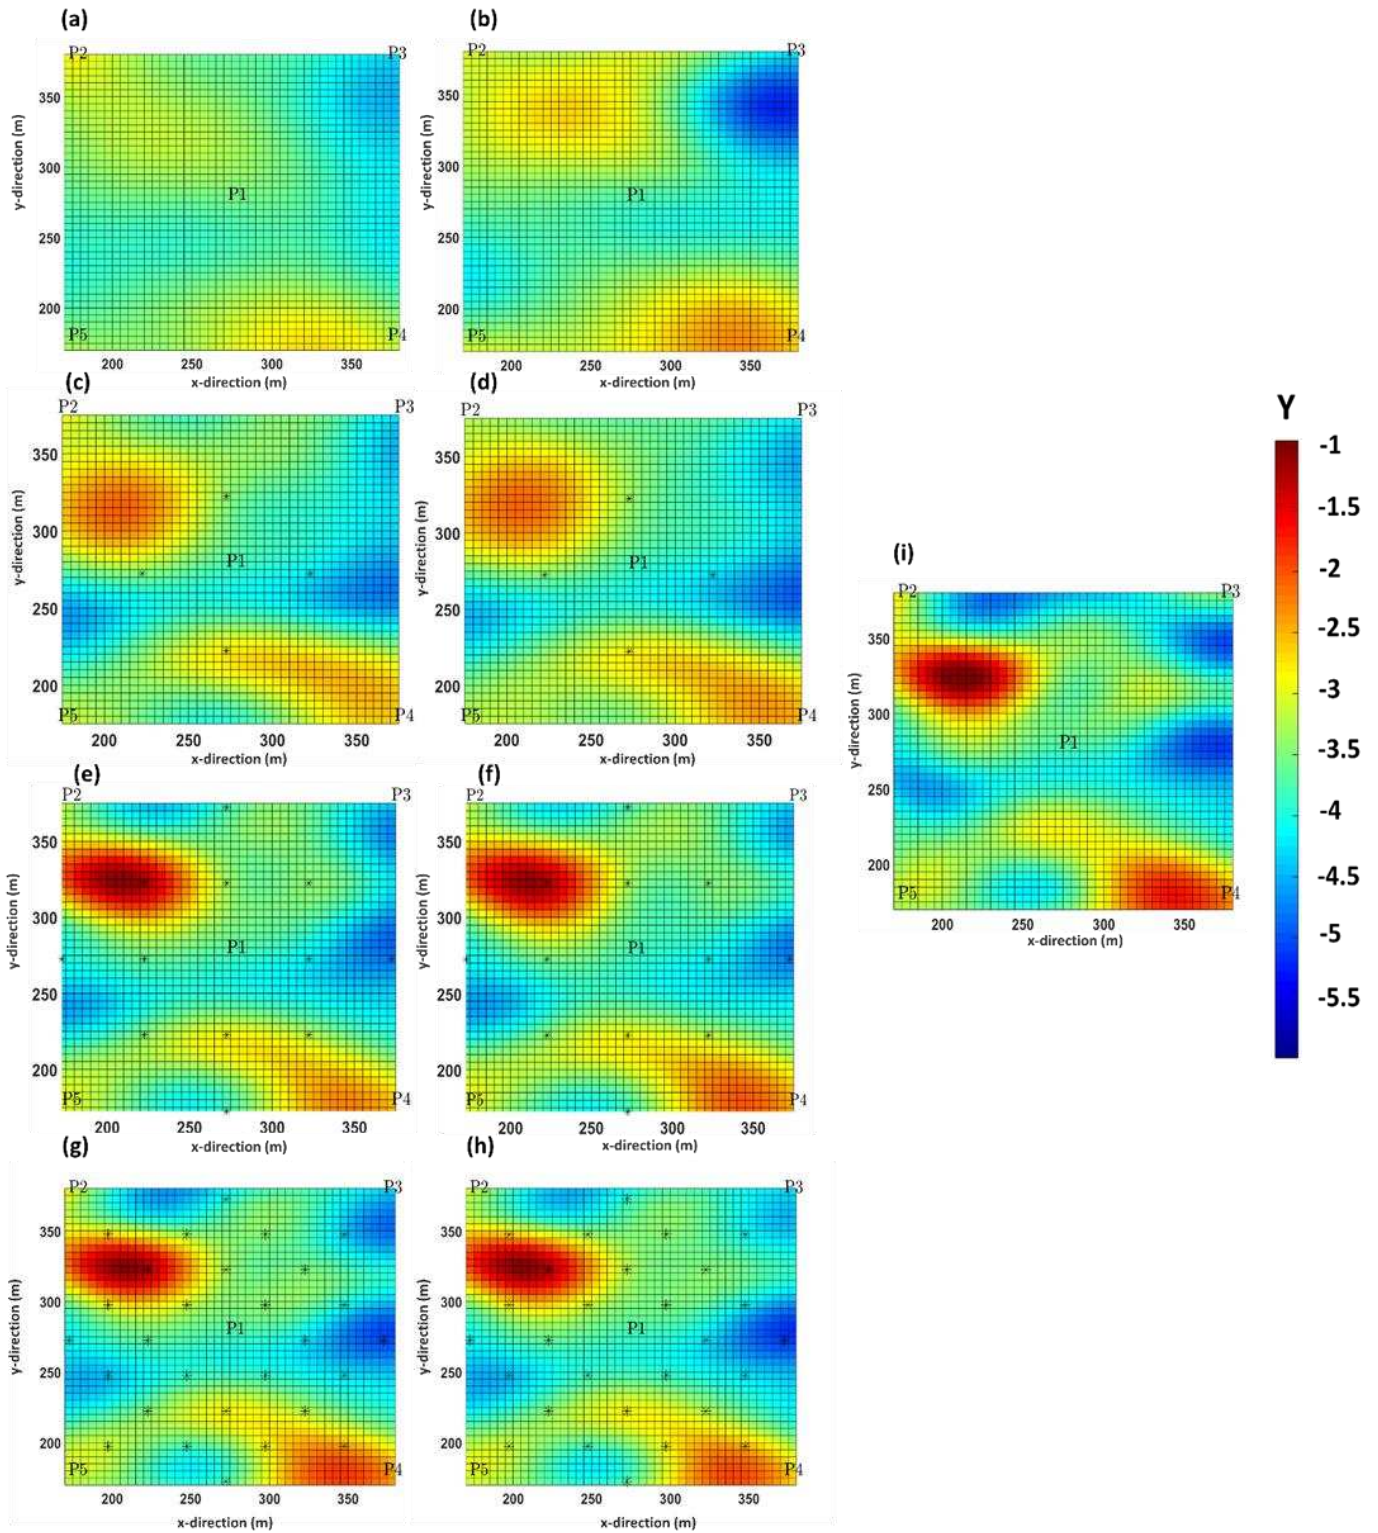 (a) (b)
P2 P3 P2 P3
350 350
300 300
P1 P1
250 250
200 200
P5 P4 P5 P4
y-direction (m) y-direction (m)
200 250 300 350 200 250 300 350
x-direction (m) x-direction (m)
(c) (d)
P2 P3 P2 P3
350 350
300 300
P1 P1
250 250
200 200
P5 P4 P5 P4
y-direction (m) y-direction (m)
200 250 300 350 200 250 300 350
x-direction (m) x-direction (m)
(e) (f)
P2 P3 P2 P3
350 350
300 300
P1 P1
250 250
200 200
P5 P4 P5 P4
y-direction (m) y-direction (m)
200 250 300 350 200 250 300 350
x-direction (m) x-direction (m)
(g) (h)
P2 P3 P2 P3
350 350
300 300
P1 P1
250 250
200 200
P5 P4 P5 P4
y-direction (m) y-direction (m)
200 250 300 350 200 250 300 350
x-direction (m) x-direction (m)
(i)
P2 P3
350
300
P1
250
200
P5 P4
y-direction (m)
200 250 300 350
x-direction (m)
Y
-1
-1.5
-2
-2.5
-3
-3.5
-4
-4.5
-5
-5.5